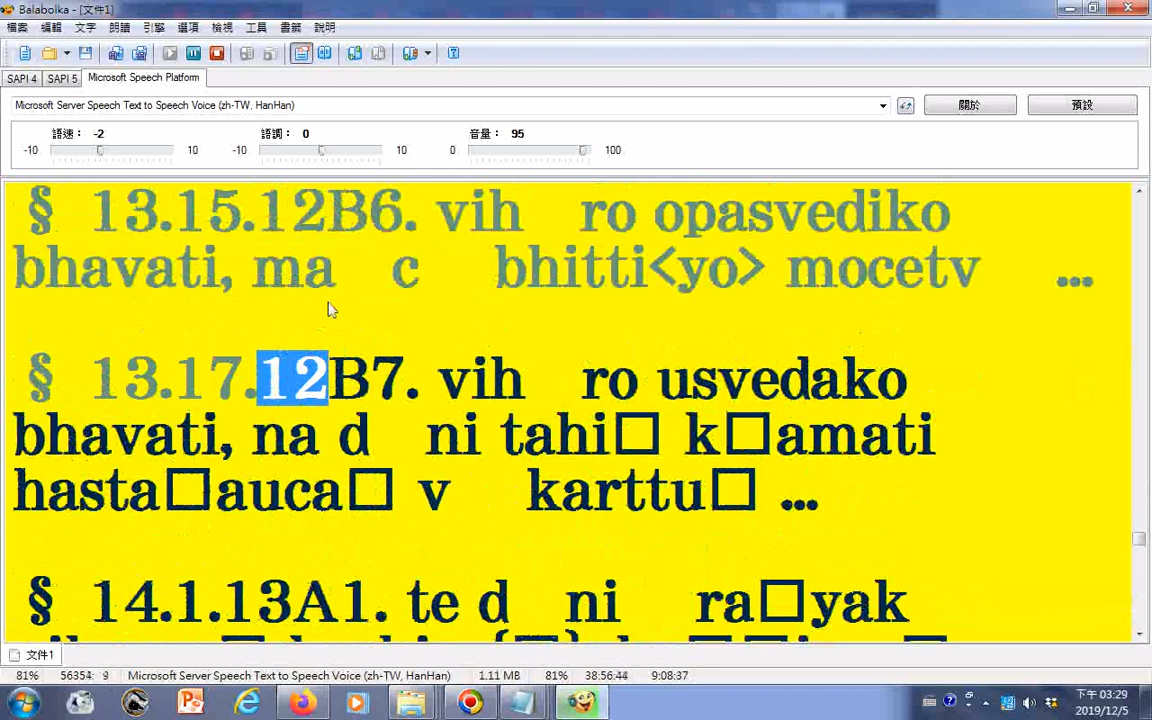 Balabolka - [文件1]
檔案 編輯 文字 朗讀 引擎 選項 檢視 工具 書籤 說明
SAPI 4 SAPI 5 Microsoft Speech Platform
Microsoft Server Speech Text to Speech Voice (zh-TW, HanHan) 關於 預設
語速： -2 語調： 0 音量： 95
-10 10 -10 10 0 100
§ 13.15.12B6. vih ro opasvediko
bhavati, ma c bhitti<yo> mocetv ...
§ 13.17.12B7. vih ro usvedako
bhavati, na d ni tahi□ k□amati
hasta□auca□ v karttu□ ...
§ 14.1.13A1. te d ni ra□yak
文件1
81% 56354: 9 Microsoft Server Speech Text to Speech Voice (zh-TW, HanHan) 1.11 MB 81% 38:56:44 9:08:37
下午 03:29
2019/12/5